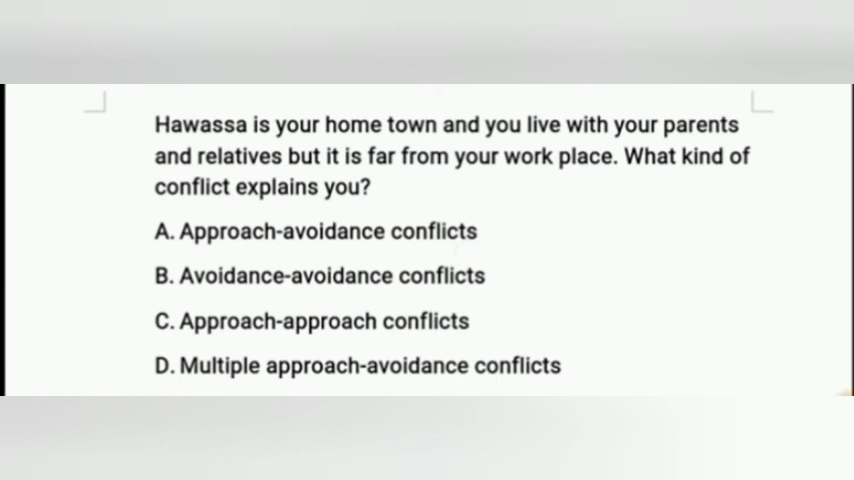 Hawassa is your home town and you live with your parents
and relatives but it is far from your work place. What kind of
conflict explains you?
A. Approach-avoidance conflicts
B. Avoidance-avoidance conflicts
C. Approach-approach conflicts
D. Multiple approach-avoidance conflicts